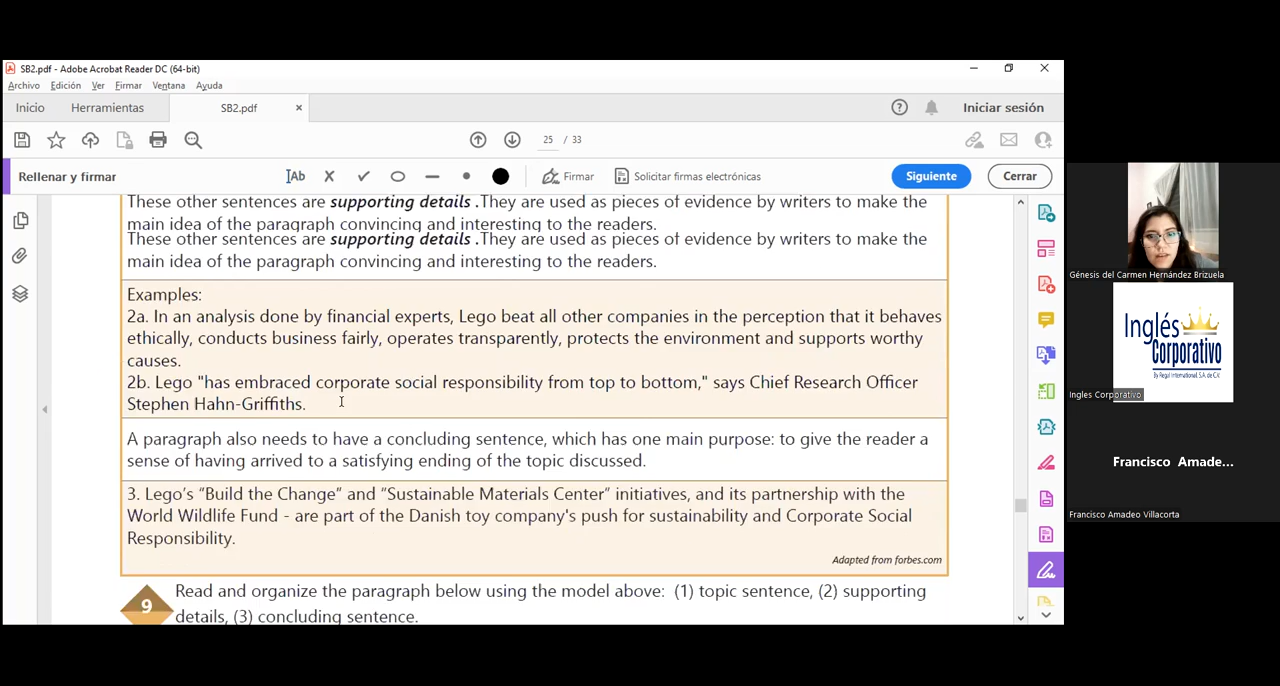 SB2.pdf - Adobe Acrobat Reader DC (64-bit)
Archivo Edición Ver Firmar Ventana Ayuda
Inicio Herramientas SB2.pdf × Iniciar sesión
25 / 33
Rellenar y firmar Ab Firmar Solicitar firmas electrónicas Siguiente Cerrar
These other sentences are supporting details .They are used as pieces of evidence by writers to make the
main idea of the paragraph convincing and interesting to the readers.
These other sentences are supporting details .They are used as pieces of evidence by writers to make the
main idea of the paragraph convincing and interesting to the readers.
Examples:
2a. In an analysis done by financial experts, Lego beat all other companies in the perception that it behaves
ethically, conducts business fairly, operates transparently, protects the environment and supports worthy
causes.
2b. Lego "has embraced corporate social responsibility from top to bottom," says Chief Research Officer
Stephen Hahn-Griffiths.
A paragraph also needs to have a concluding sentence, which has one main purpose: to give the reader a
sense of having arrived to a satisfying ending of the topic discussed.
3. Lego's “Build the Change” and “Sustainable Materials Center” initiatives, and its partnership with the
World Wildlife Fund - are part of the Danish toy company's push for sustainability and Corporate Social
Responsibility.
Adapted from forbes.com
9 Read and organize the paragraph below using the model above: (1) topic sentence, (2) supporting
details, (3) concluding sentence.
Génesis del Carmen Hernández Brizuela
Inglés
Corporativo
by Regal International, S.A. de C.V.
Ingles Corporativo
Francisco Amade...
Francisco Amadeo Villacorta